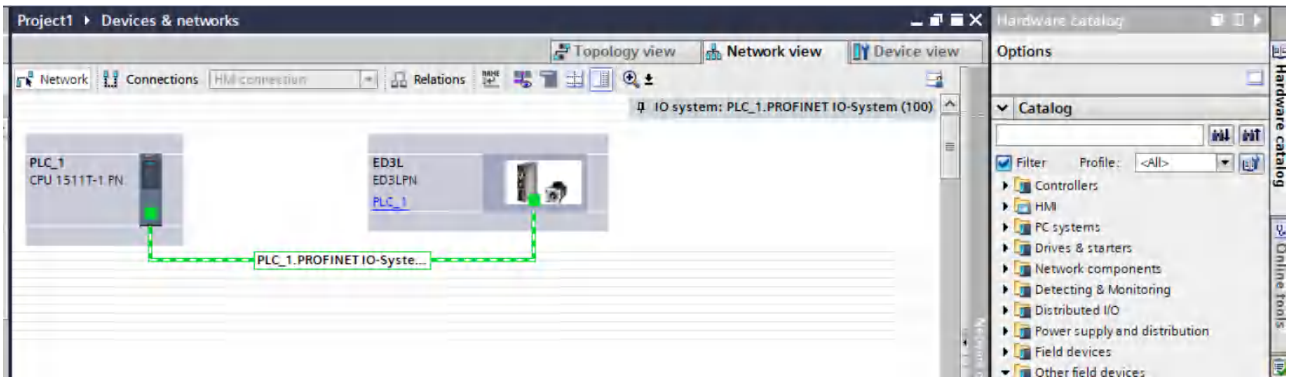 Project1 ▸ Devices & networks
Hardware catalog
Topology view
Network view
Device view
Options
Network
Connections
HMI connection
Relations
IO system: PLC_1.PROFINET IO-System (100)
Catalog
PLC_1
CPU 1511T-1 PN
ED3L
ED3LPN
PLC_1
PLC_1.PROFINET IO-Syste...
Filter
Profile:
<All>
Controllers
HMI
PC systems
Drives & starters
Network components
Detecting & Monitoring
Distributed I/O
Power supply and distribution
Field devices
Other field devices
Hardware catalog
Online tools